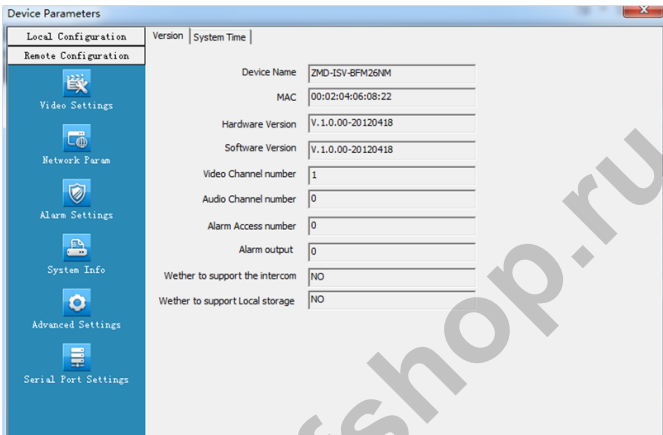 Device Parameters
Local Configuration
Remote Configuration
Video Settings
Network Param
Alarm Settings
System Info
Advanced Settings
Serial Port Settings
Version System Time
Device Name ZMD-ISV-BFM26NM
MAC 00:02:04:06:08:22
Hardware Version V.1.0.00-20120418
Software Version V.1.0.00-20120418
Video Channel number 1
Audio Channel number 0
Alarm Access number 0
Alarm output 0
Wether to support the intercom NO
Wether to support Local storage NO
fshop.ru